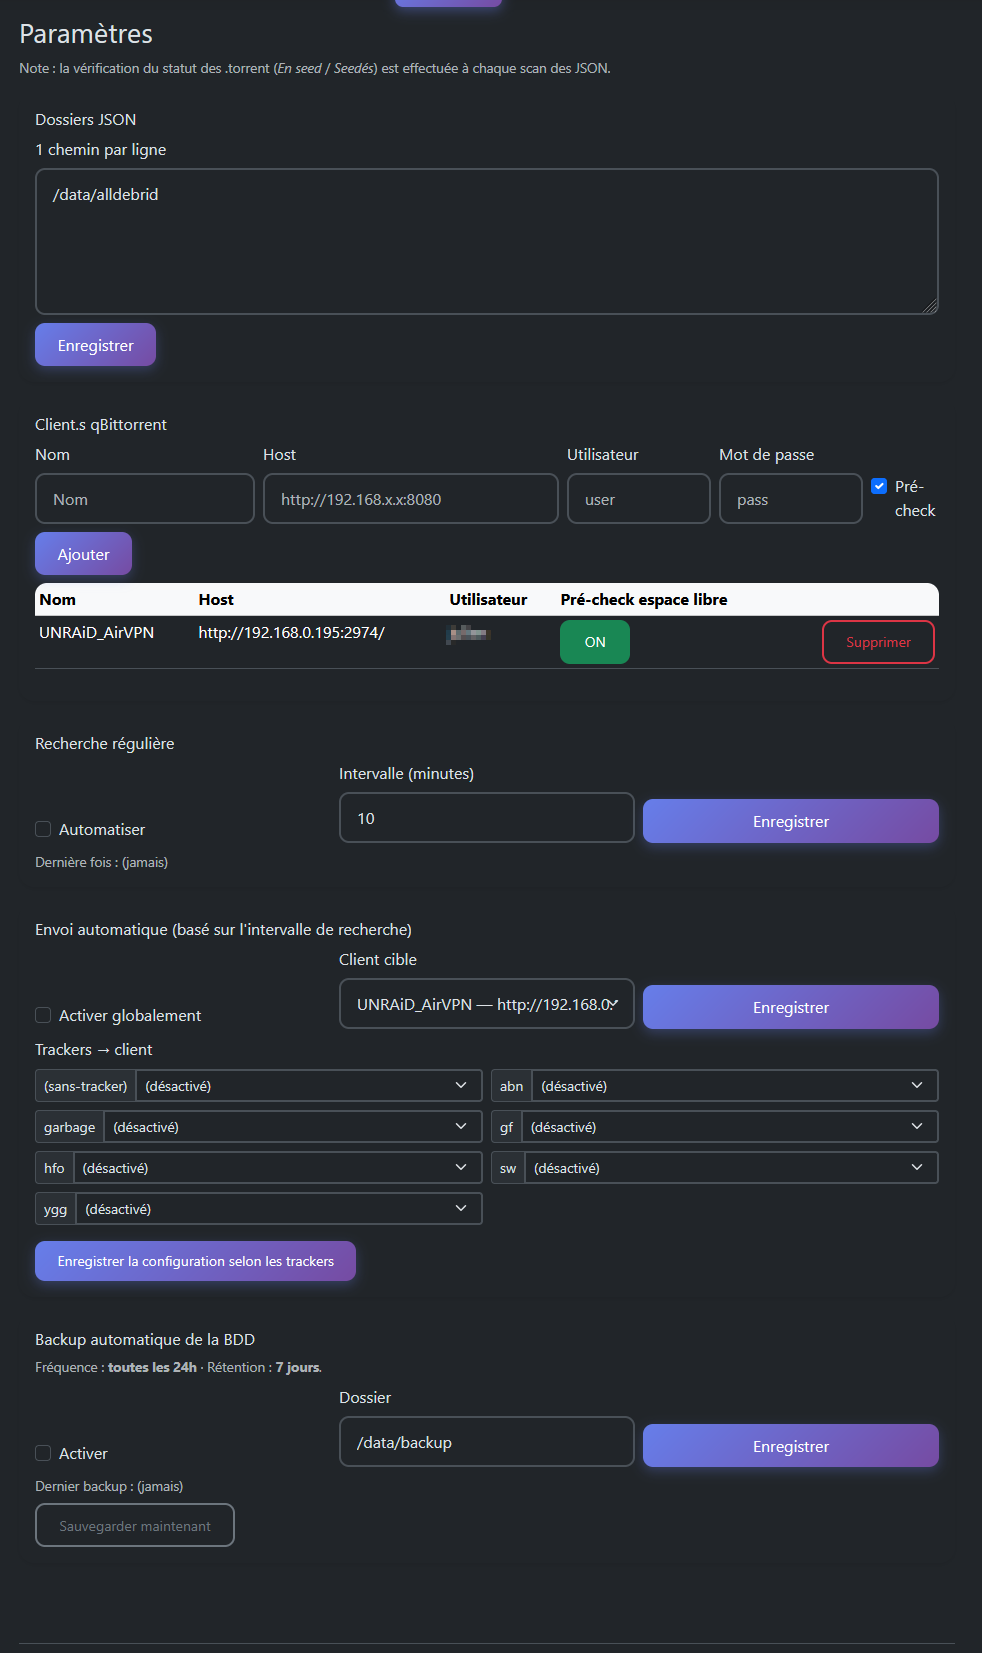 Paramètres
Note : la vérification du statut des .torrent (En seed / Seedés) est effectuée à chaque scan des JSON.
Dossiers JSON
1 chemin par ligne
/data/alldebrid
Enregistrer
Client.s qBittorrent
Nom Host Utilisateur Mot de passe
Nom http://192.168.x.x:8080 user pass Pré-
check
Ajouter
Nom Host Utilisateur Pré-check espace libre
UNRAiD_AirVPN http://192.168.0.195:2974/ ON Supprimer
Recherche régulière
Intervalle (minutes)
Automatiser 10 Enregistrer
Dernière fois : (jamais)
Envoi automatique (basé sur l'intervalle de recherche)
Client cible
Activer globalement UNRAiD_AirVPN — http://192.168.0. Enregistrer
Trackers → client
(sans-tracker) (désactivé) abn (désactivé)
garbage (désactivé) gf (désactivé)
hfo (désactivé) sw (désactivé)
ygg (désactivé)
Enregistrer la configuration selon les trackers
Backup automatique de la BDD
Fréquence : toutes les 24h · Rétention : 7 jours.
Dossier
Activer /data/backup Enregistrer
Dernier backup : (jamais)
Sauvegarder maintenant